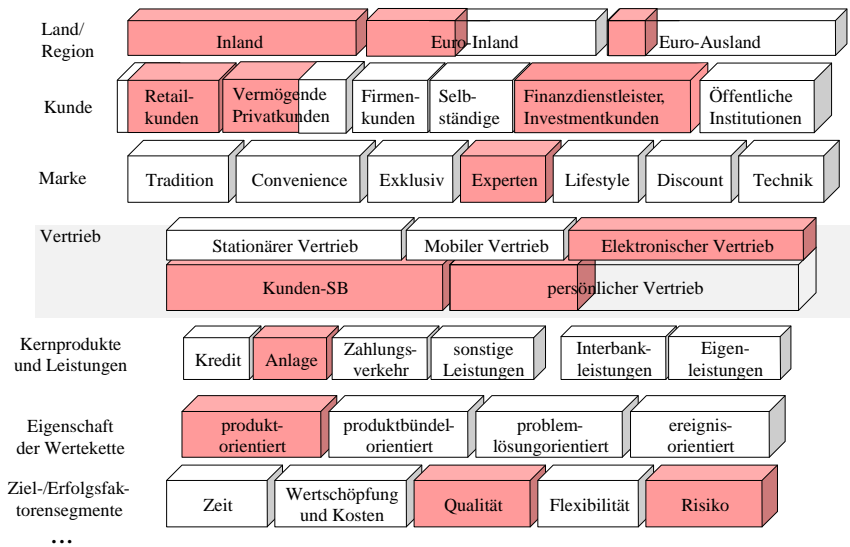 Land/
Region
Inland
Euro-Inland
Euro-Ausland
Kunde
Retail-
kunden
Vermögende
Privatkunden
Firmen-
kunden
Selb-
ständige
Finanzdienstleister,
Investmentkunden
Öffentliche
Institutionen
Marke
Tradition
Convenience
Exklusiv
Experten
Lifestyle
Discount
Technik
Vertrieb
Stationärer Vertrieb
Mobiler Vertrieb
Elektronischer Vertrieb
Kunden-SB
persönlicher Vertrieb
Kernprodukte
und Leistungen
Kredit
Anlage
Zahlungs-
verkehr
sonstige
Leistungen
Interbank-
leistungen
Eigen-
leistungen
Eigenschaft
der Wertekette
produkt-
orientiert
produktbündel-
orientiert
problem-
lösungorientiert
ereignis-
orientiert
Ziel-/Erfolgsfak-
torensegmente
Zeit
Wertschöpfung
und Kosten
Qualität
Flexibilität
Risiko
...